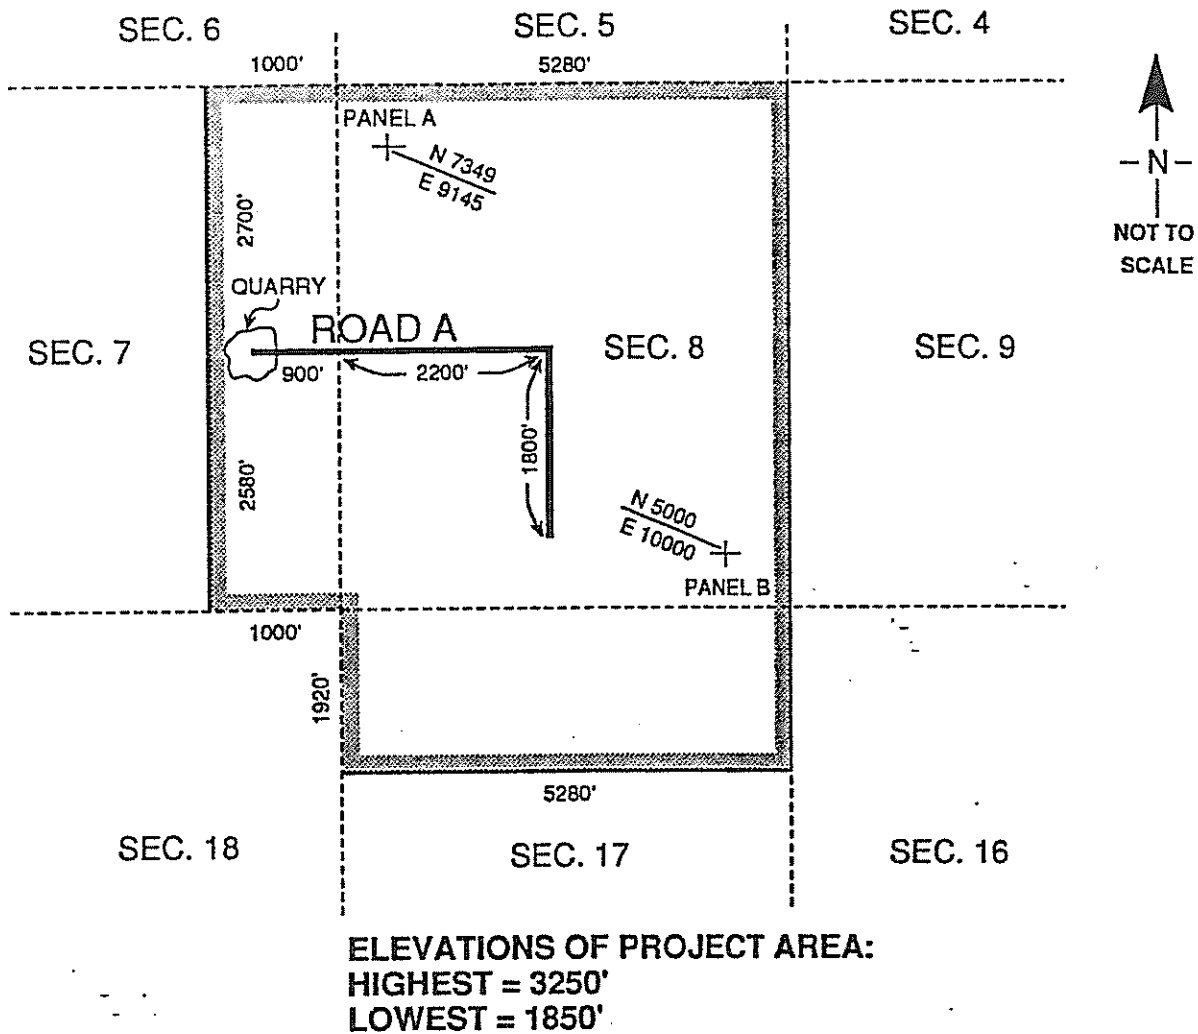 SEC. 6
SEC. 5
SEC. 4
1000'
5280'
PANEL A
N 7349
E 9145
N
NOT TO
SCALE
2700'
QUARRY
ROAD A
SEC. 7
SEC. 8
SEC. 9
900'
2200'
1800'
2580'
N 5000
E 10000
PANEL B
1000'
1920'
5280'
SEC. 18
SEC. 17
SEC. 16
ELEVATIONS OF PROJECT AREA:
HIGHEST = 3250'
LOWEST = 1850'